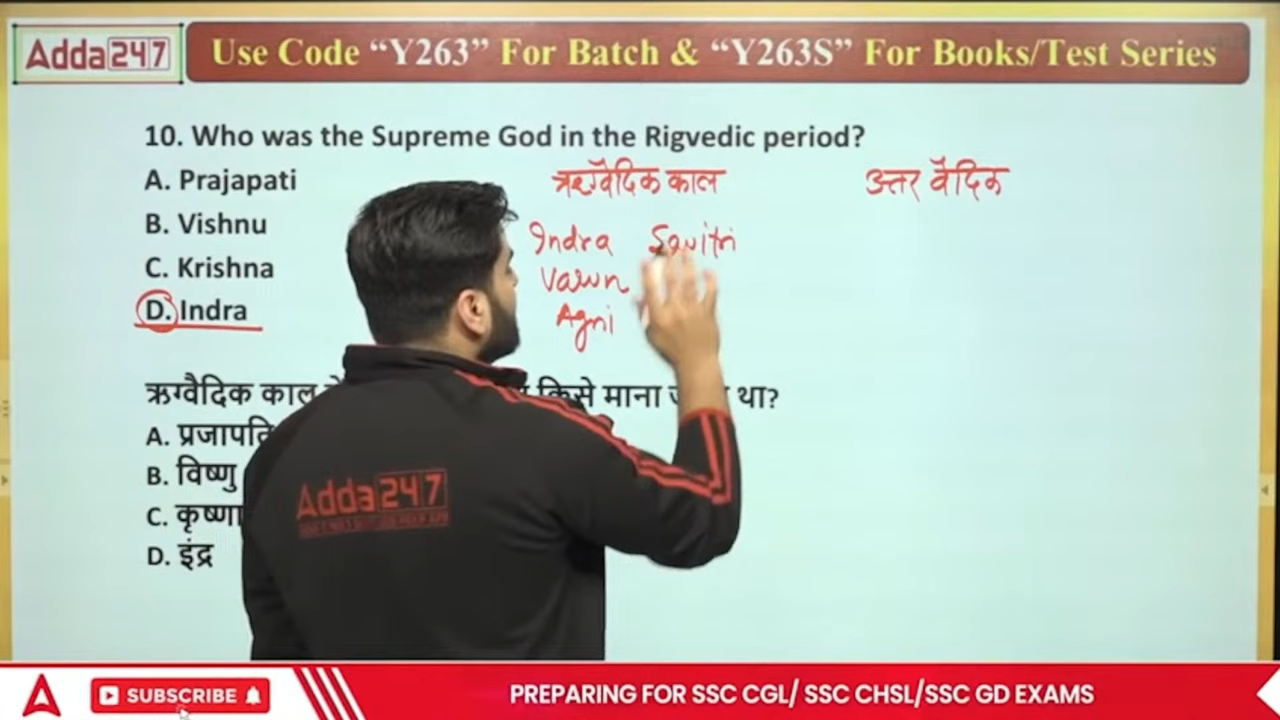 Adda247 Use Code “Y263” For Batch & “Y263S” For Books/Test Series
10. Who was the Supreme God in the Rigvedic period?
A. Prajapati
B. Vishnu
C. Krishna
D. Indra
ऋग्वैदिक काल
उत्तर वैदिक
Indra Savitri
Varun
Agni
ऋग्वैदिक काल किसे माना था?
A. प्रजापति
B. विष्णु
C. कृष्णा
D. इंद्र
Adda247
SUBSCRIBE
PREPARING FOR SSC CGL/ SSC CHSL/SSC GD EXAMS